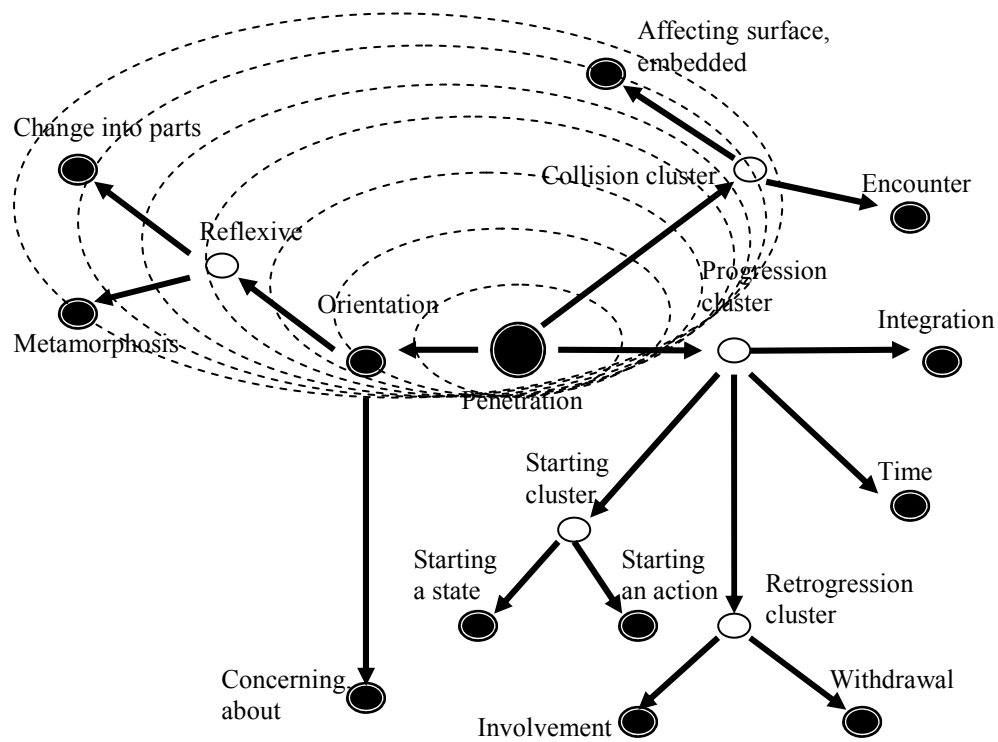 Affecting surface,
embedded
Change into parts
Collision cluster
Encounter
Reflexive
Progression
cluster
Orientation
Integration
Metamorphosis
Penetration
Starting
cluster
Time
Starting
a state
Starting
an action
Retrogression
cluster
Concerning,
about
Withdrawal
Involvement